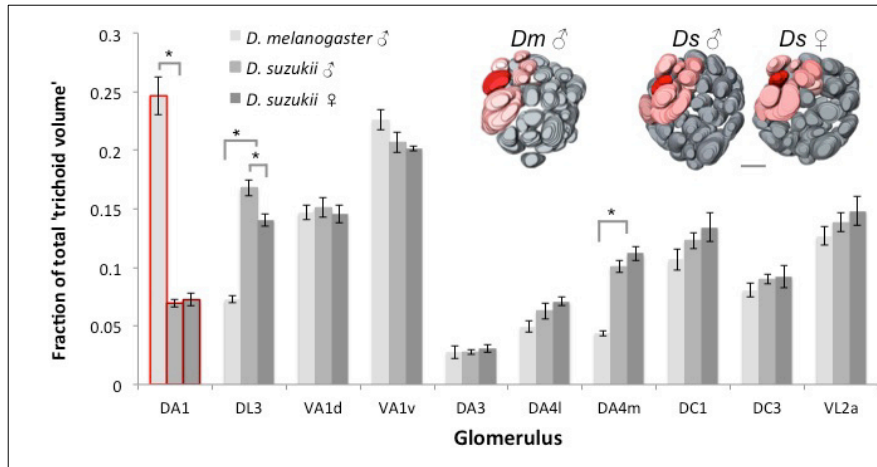 0.3
0.25
0.2
0.15
0.1
0.05
0
Fraction of total 'trichoid volume'
D. melanogaster ♂
D. suzukii ♂
D. suzukii ♀
Dm ♂ Ds ♂ Ds ♀
*
*
*
*
DA1 DL3 VA1d VA1v DA3 DA4l DA4m DC1 DC3 VL2a
Glomerulus